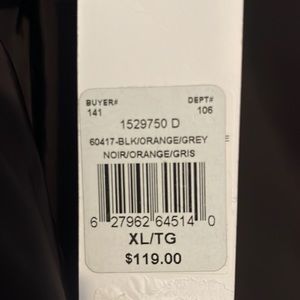 BUYER# DEPT#
141 106
1529750 D
60417-BLK/ORANGE/GREY
NOIR/ORANGE/GRIS
6 27962 64514 0
XL/TG
$119.00